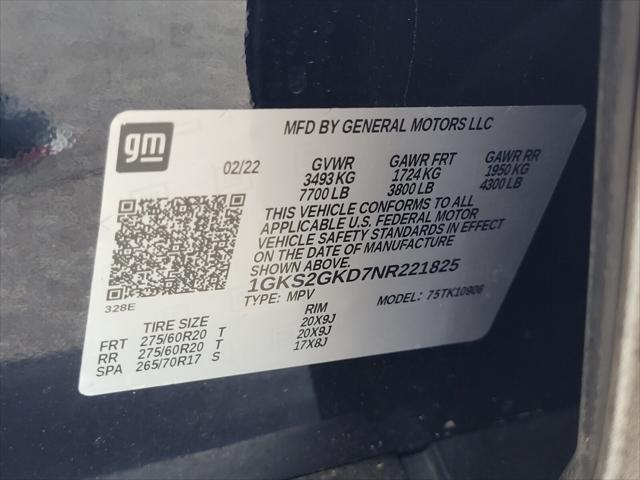 gm
MFD BY GENERAL MOTORS LLC
02/22 GVWR GAWR FRT GAWR RR
3493 KG 1724 KG 1950 KG
7700 LB 3800 LB 4300 LB
THIS VEHICLE CONFORMS TO ALL
APPLICABLE U.S. FEDERAL MOTOR
VEHICLE SAFETY STANDARDS IN EFFECT
ON THE DATE OF MANUFACTURE
SHOWN ABOVE.
1GKS2GKD7NR221825
328E
TYPE: MPV MODEL: 75TK10906
TIRE SIZE RIM
FRT 275/60R20 T 20X9J
RR 275/60R20 T 20X9J
SPA 265/70R17 S 17X8J